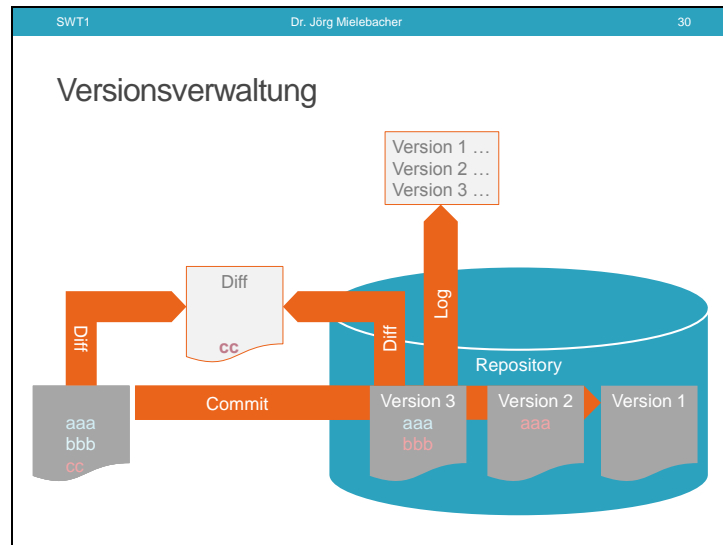 SWT1 Dr. Jörg Mielebacher 30
Versionsverwaltung
Version 1 …
Version 2 …
Version 3 …
Diff
cc
Diff
Diff
Log
Repository
Commit
aaa
bbb
cc
Version 3
aaa
bbb
Version 2
aaa
Version 1